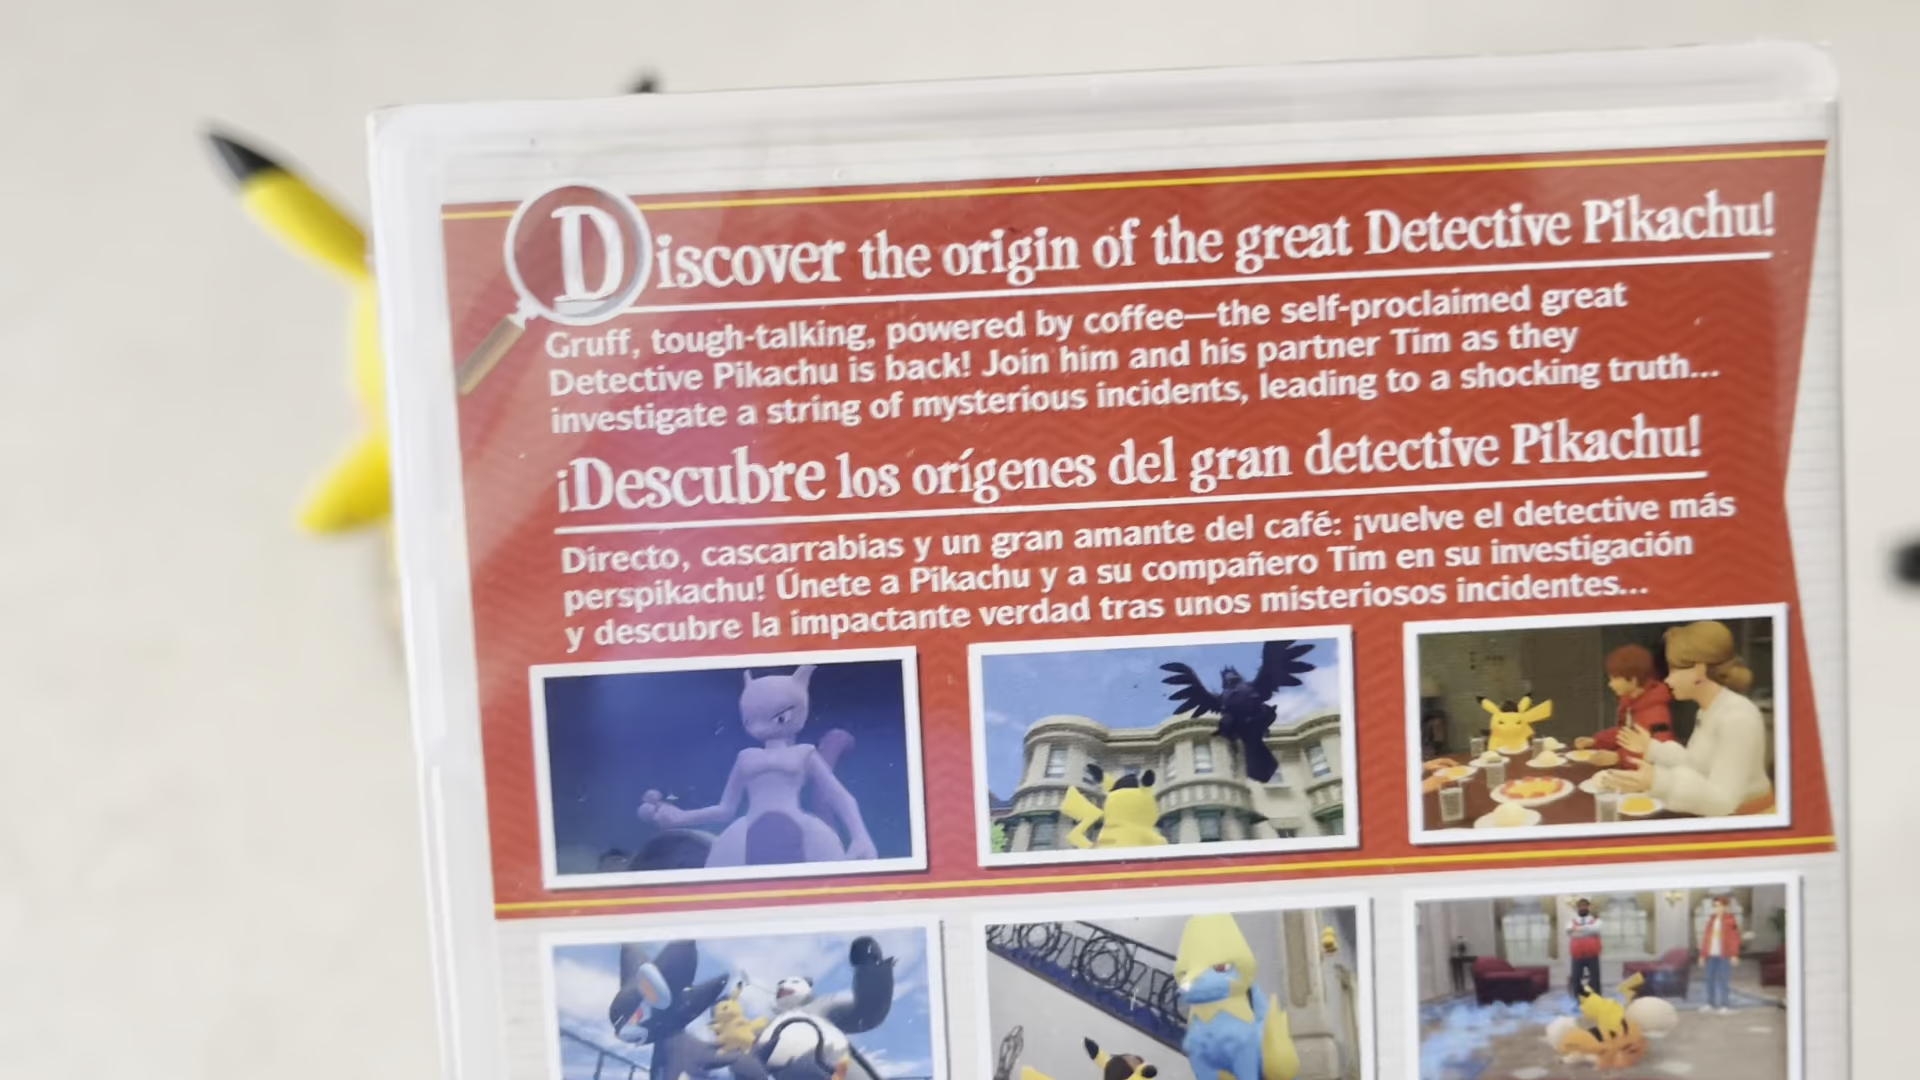 Discover the origin of the great Detective Pikachu!
Gruff, tough-talking, powered by coffee—the self-proclaimed great
Detective Pikachu is back! Join him and his partner Tim as they
investigate a string of mysterious incidents, leading to a shocking truth...
¡Descubre los orígenes del gran detective Pikachu!
Directo, cascarrabias y un gran amante del café: ¡vuelve el detective más
perspikachu! Únete a Pikachu y a su compañero Tim en su investigación
y descubre la impactante verdad tras unos misteriosos incidentes...